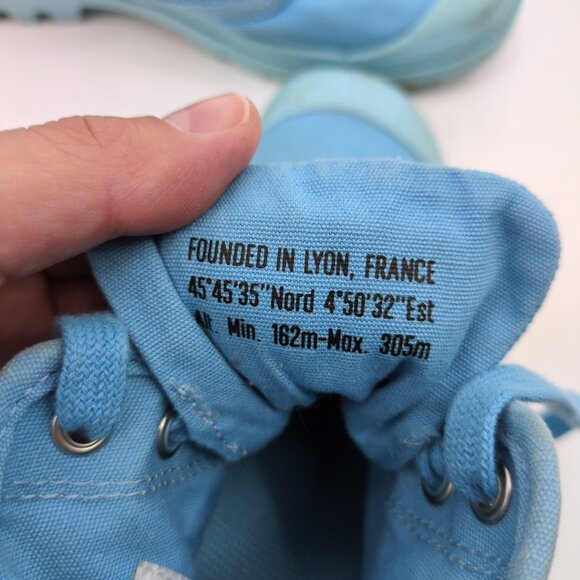 FOUNDED IN LYON, FRANCE
45°45'35"Nord 4°50'32"Est
Alt. Min. 162m-Max. 305m